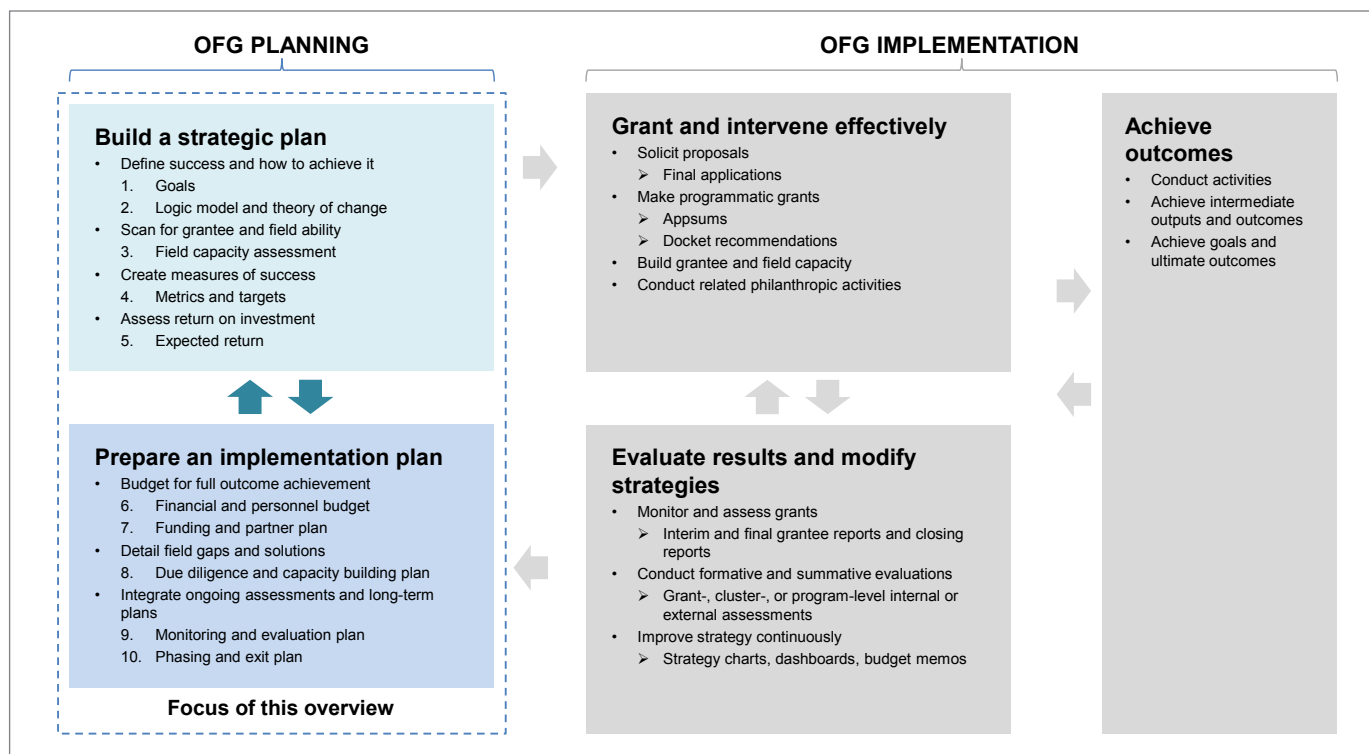 OFG PLANNING
OFG IMPLEMENTATION
Build a strategic plan
• Define success and how to achieve it
1. Goals
2. Logic model and theory of change
• Scan for grantee and field ability
3. Field capacity assessment
• Create measures of success
4. Metrics and targets
• Assess return on investment
5. Expected return
Prepare an implementation plan
• Budget for full outcome achievement
6. Financial and personnel budget
7. Funding and partner plan
• Detail field gaps and solutions
8. Due diligence and capacity building plan
• Integrate ongoing assessments and long-term
plans
9. Monitoring and evaluation plan
10. Phasing and exit plan
Focus of this overview
Grant and intervene effectively
• Solicit proposals
➢ Final applications
• Make programmatic grants
➢ Appsums
➢ Docket recommendations
• Build grantee and field capacity
• Conduct related philanthropic activities
Evaluate results and modify
strategies
• Monitor and assess grants
➢ Interim and final grantee reports and closing
reports
• Conduct formative and summative evaluations
➢ Grant-, cluster-, or program-level internal or
external assessments
• Improve strategy continuously
➢ Strategy charts, dashboards, budget memos
Achieve
outcomes
• Conduct activities
• Achieve intermediate
outputs and outcomes
• Achieve goals and
ultimate outcomes